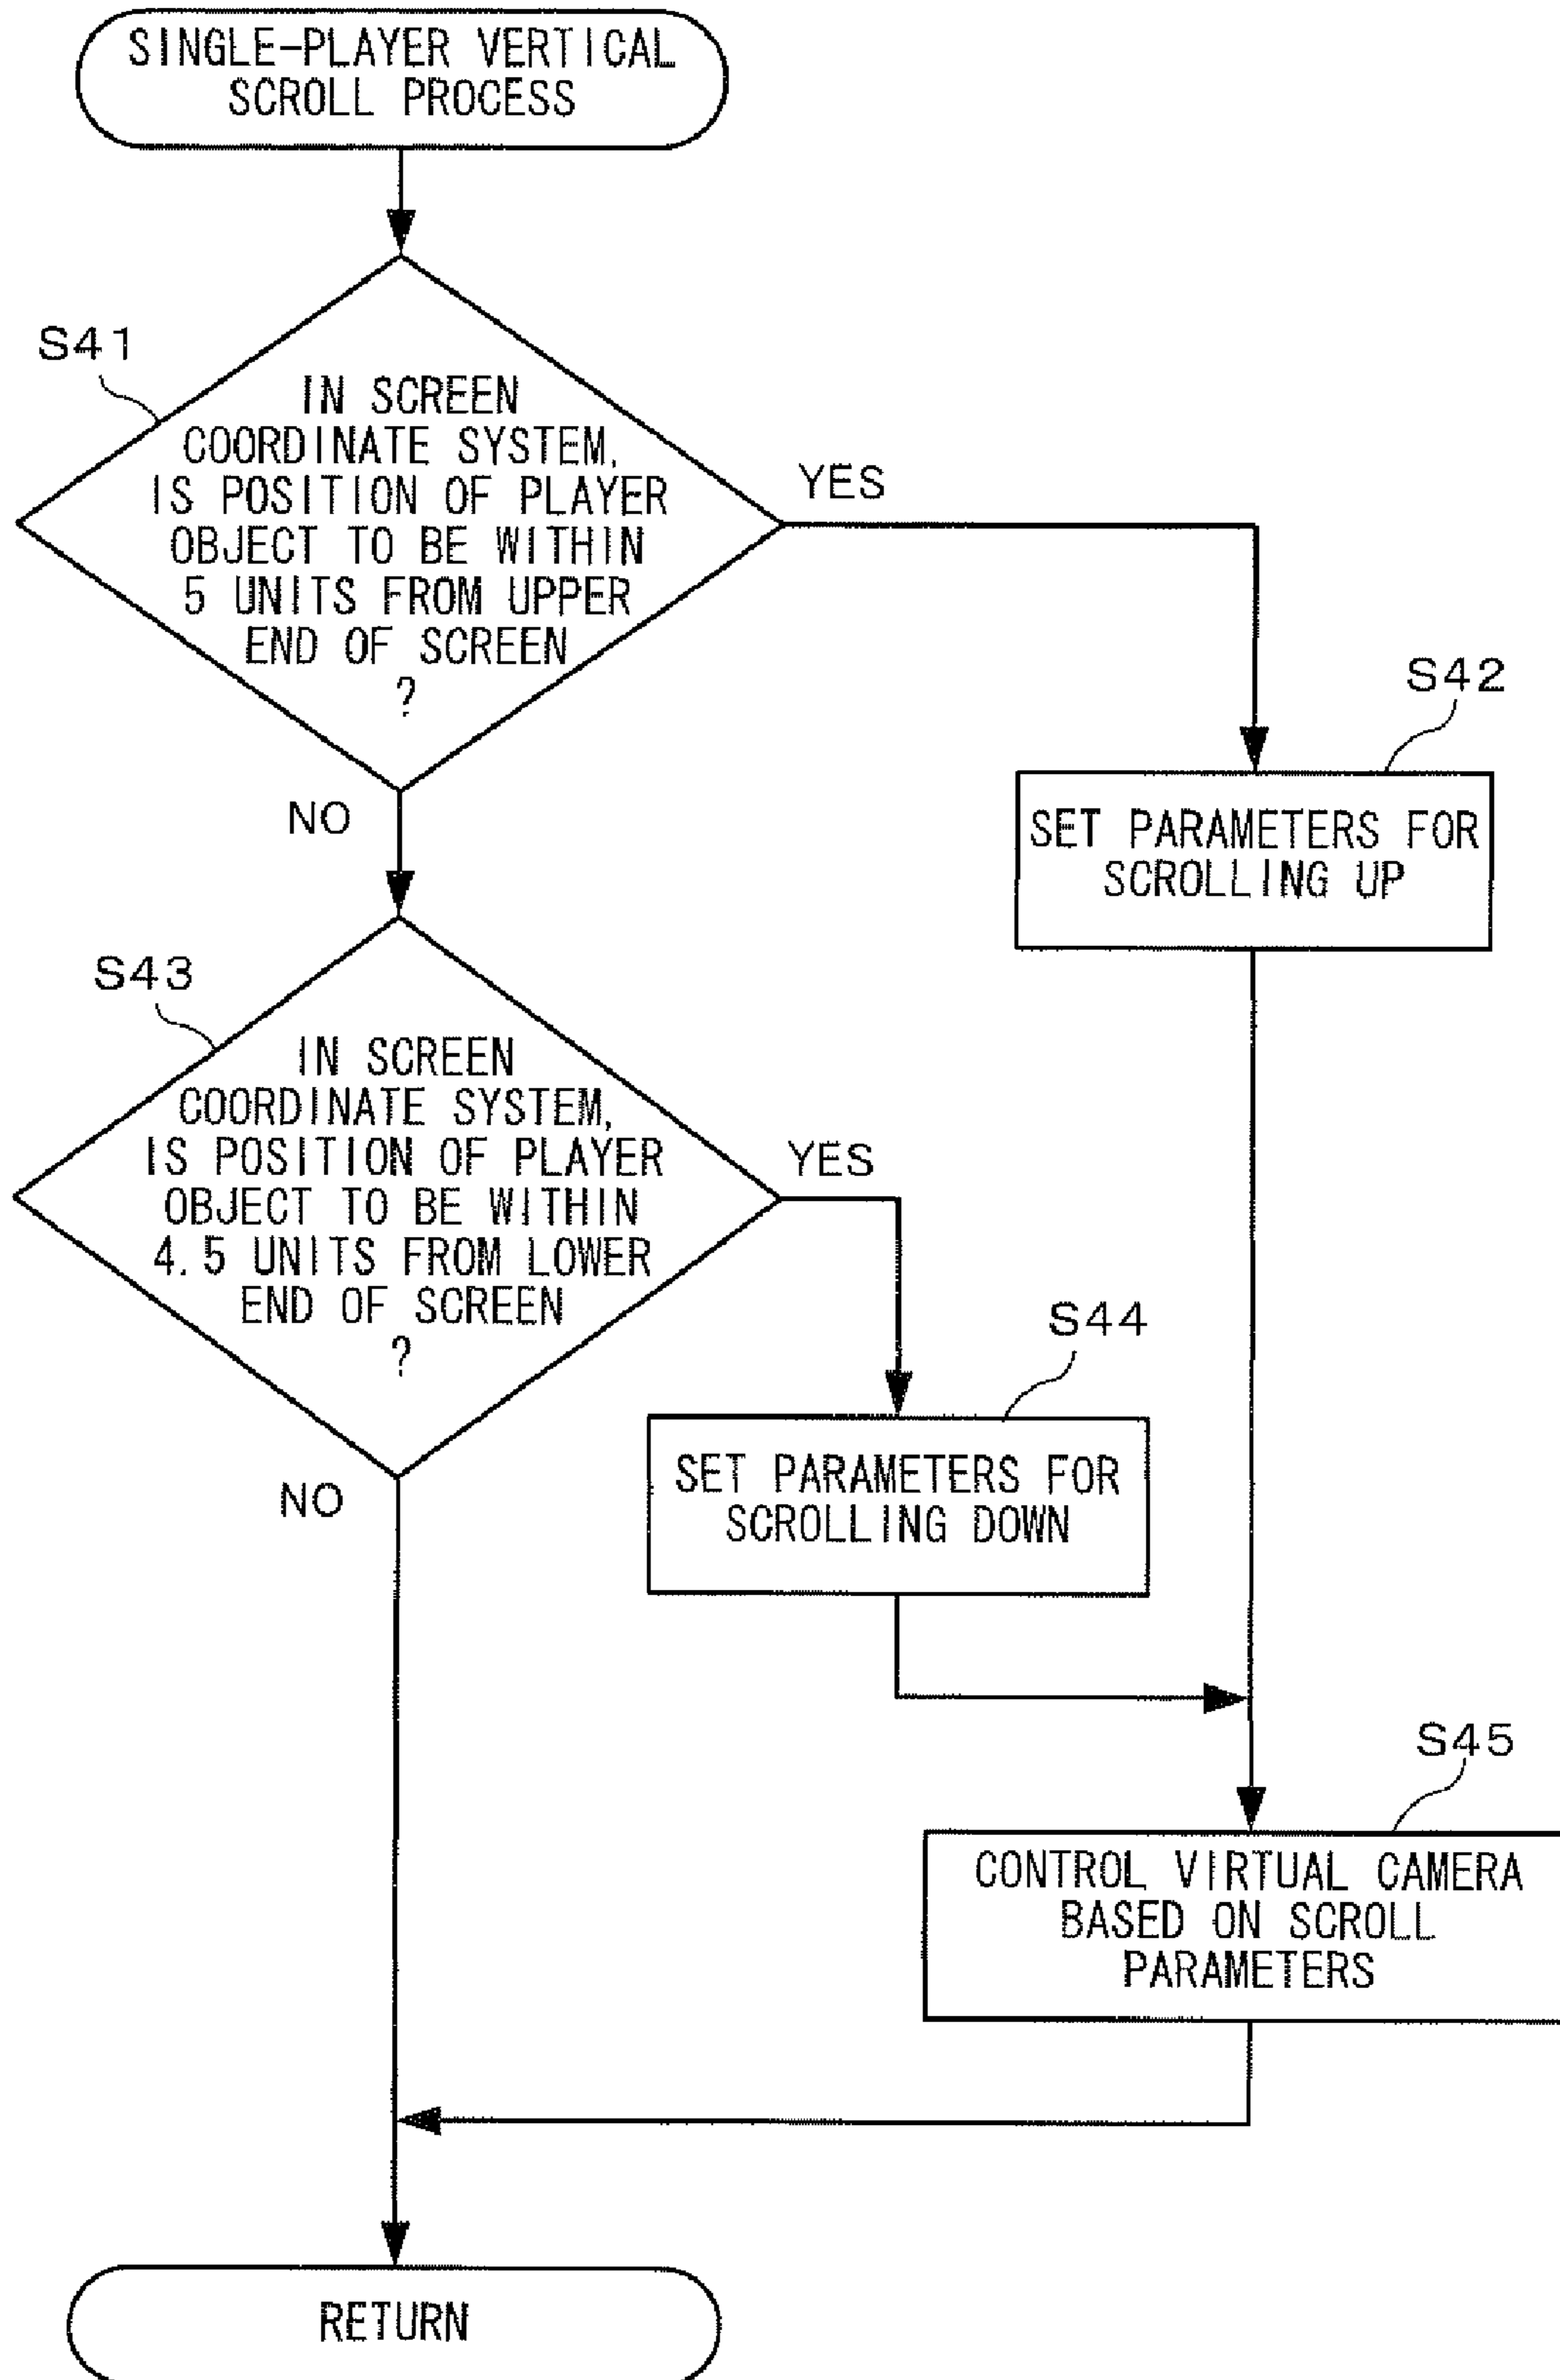 SINGLE-PLAYER VERTICAL
SCROLL PROCESS
S41
IN SCREEN
COORDINATE SYSTEM,
IS POSITION OF PLAYER
OBJECT TO BE WITHIN
5 UNITS FROM UPPER
END OF SCREEN
?
YES
NO
S42
SET PARAMETERS FOR
SCROLLING UP
S43
IN SCREEN
COORDINATE SYSTEM,
IS POSITION OF PLAYER
OBJECT TO BE WITHIN
4.5 UNITS FROM LOWER
END OF SCREEN
?
YES
NO
S44
SET PARAMETERS FOR
SCROLLING DOWN
S45
CONTROL VIRTUAL CAMERA
BASED ON SCROLL
PARAMETERS
RETURN